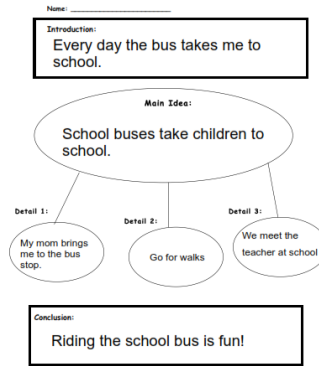 Name: ____________________
Introduction:
Every day the bus takes me to
school.
Main Idea:
School buses take children to
school.
Detail 1:
My mom brings
me to the bus
stop.
Detail 2:
Go for walks
Detail 3:
We meet the
teacher at school
Conclusion:
Riding the school bus is fun!